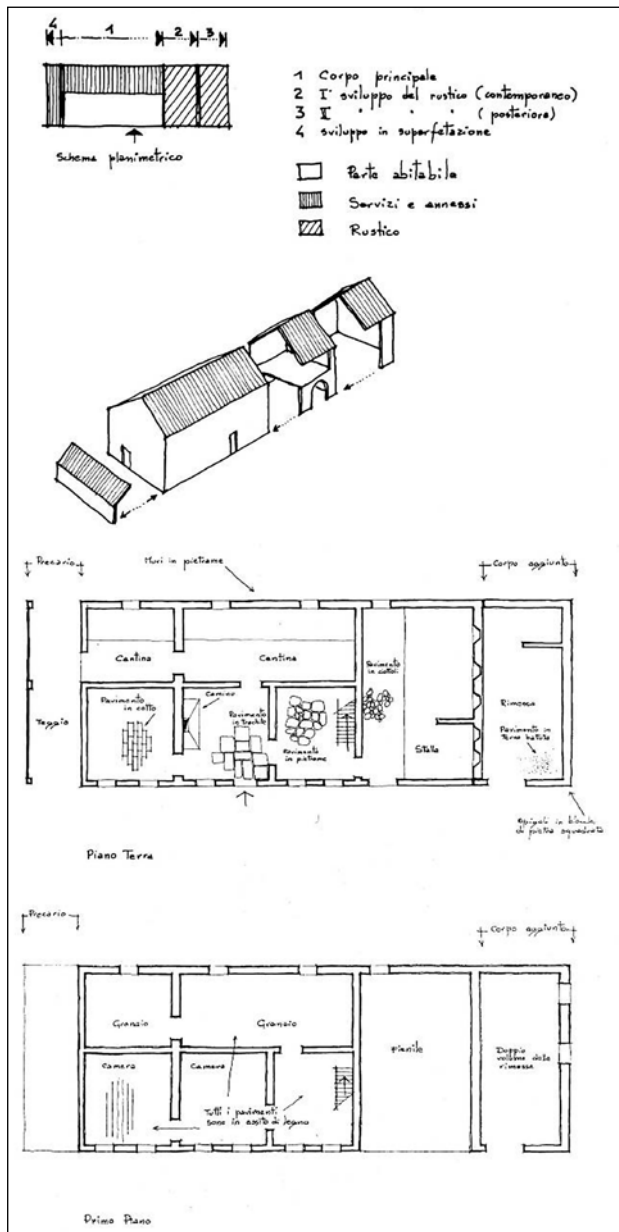 4 1 2 3
Schema planimetrico
1 Corpo principale
2 I° sviluppo del rustico (contemporaneo)
3 II° " " " (posteriore)
4 sviluppo in superfetazione
Parte abitabile
Servizi e annessi
Rustico
Precario
Muri in pietrame
Corpo aggiunto
Cantina
Cantina
Pavimento in ciottoli
Teggio
Pavimento
in cotto
Camino
Pavimento
in trachite
Pavimento
in pietrame
Stalla
Rimessa
Pavimento in
terra battuta
Spigoli in blocchi
di pietra squadrata
Piano Terra
Precario
Corpo aggiunto
Granaio
Granaio
Fienile
Doppio
volume della
rimessa
Camera
Camera
Tutti i pavimenti
sono in assito di legno
Primo Piano